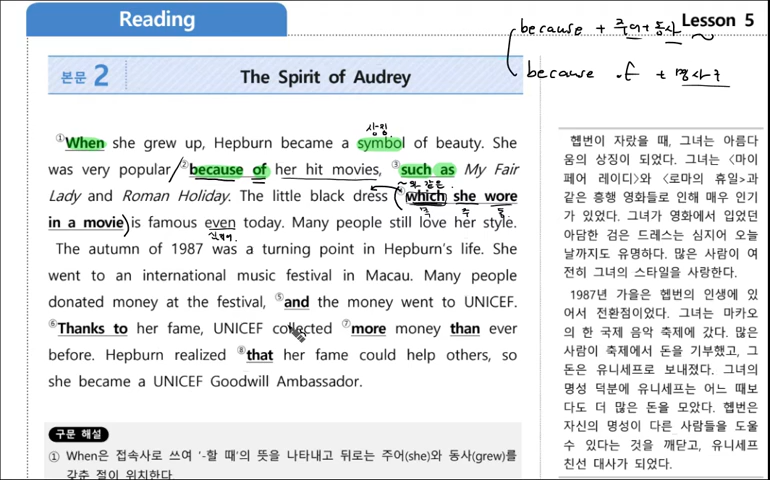 Reading
Lesson 5
because + 주어+동사
because of + 명사구
본문 2
The Spirit of Audrey
상징
①When she grew up, Hepburn became a symbol of beauty. She
was very popular ②because of her hit movies, ③such as My Fair
~와 같은
Lady and Roman Holiday. The little black dress (which she wore
목 주 동
in a movie) is famous even today. Many people still love her style.
심지어
The autumn of 1987 was a turning point in Hepburn's life. She
went to an international music festival in Macau. Many people
donated money at the festival, ⑤and the money went to UNICEF.
⑥Thanks to her fame, UNICEF collected ⑦more money than ever
before. Hepburn realized ⑧that her fame could help others, so
she became a UNICEF Goodwill Ambassador.
헵번이 자랐을 때, 그녀는 아름다
움의 상징이 되었다. 그녀는 <마이
페어 레이디>와 <로마의 휴일>과
같은 흥행 영화들로 인해 매우 인기
가 있었다. 그녀가 영화에서 입었던
아담한 검은 드레스는 심지어 오늘
날까지도 유명하다. 많은 사람이 여
전히 그녀의 스타일을 사랑한다.
1987년 가을은 헵번의 인생에 있
어서 전환점이었다. 그녀는 마카오
의 한 국제 음악 축제에 갔다. 많은
사람이 축제에서 돈을 기부했고, 그
돈은 유니세프로 보내졌다. 그녀의
명성 덕분에 유니세프는 어느 때보
다도 더 많은 돈을 모았다. 헵번은
자신의 명성이 다른 사람들을 도울
수 있다는 것을 깨닫고, 유니세프
친선 대사가 되었다.
구문 해설
① When은 접속사로 쓰여 '-할 때'의 뜻을 나타내고 뒤로는 주어(she)와 동사(grew)를
갖춘 절이 위치한다.